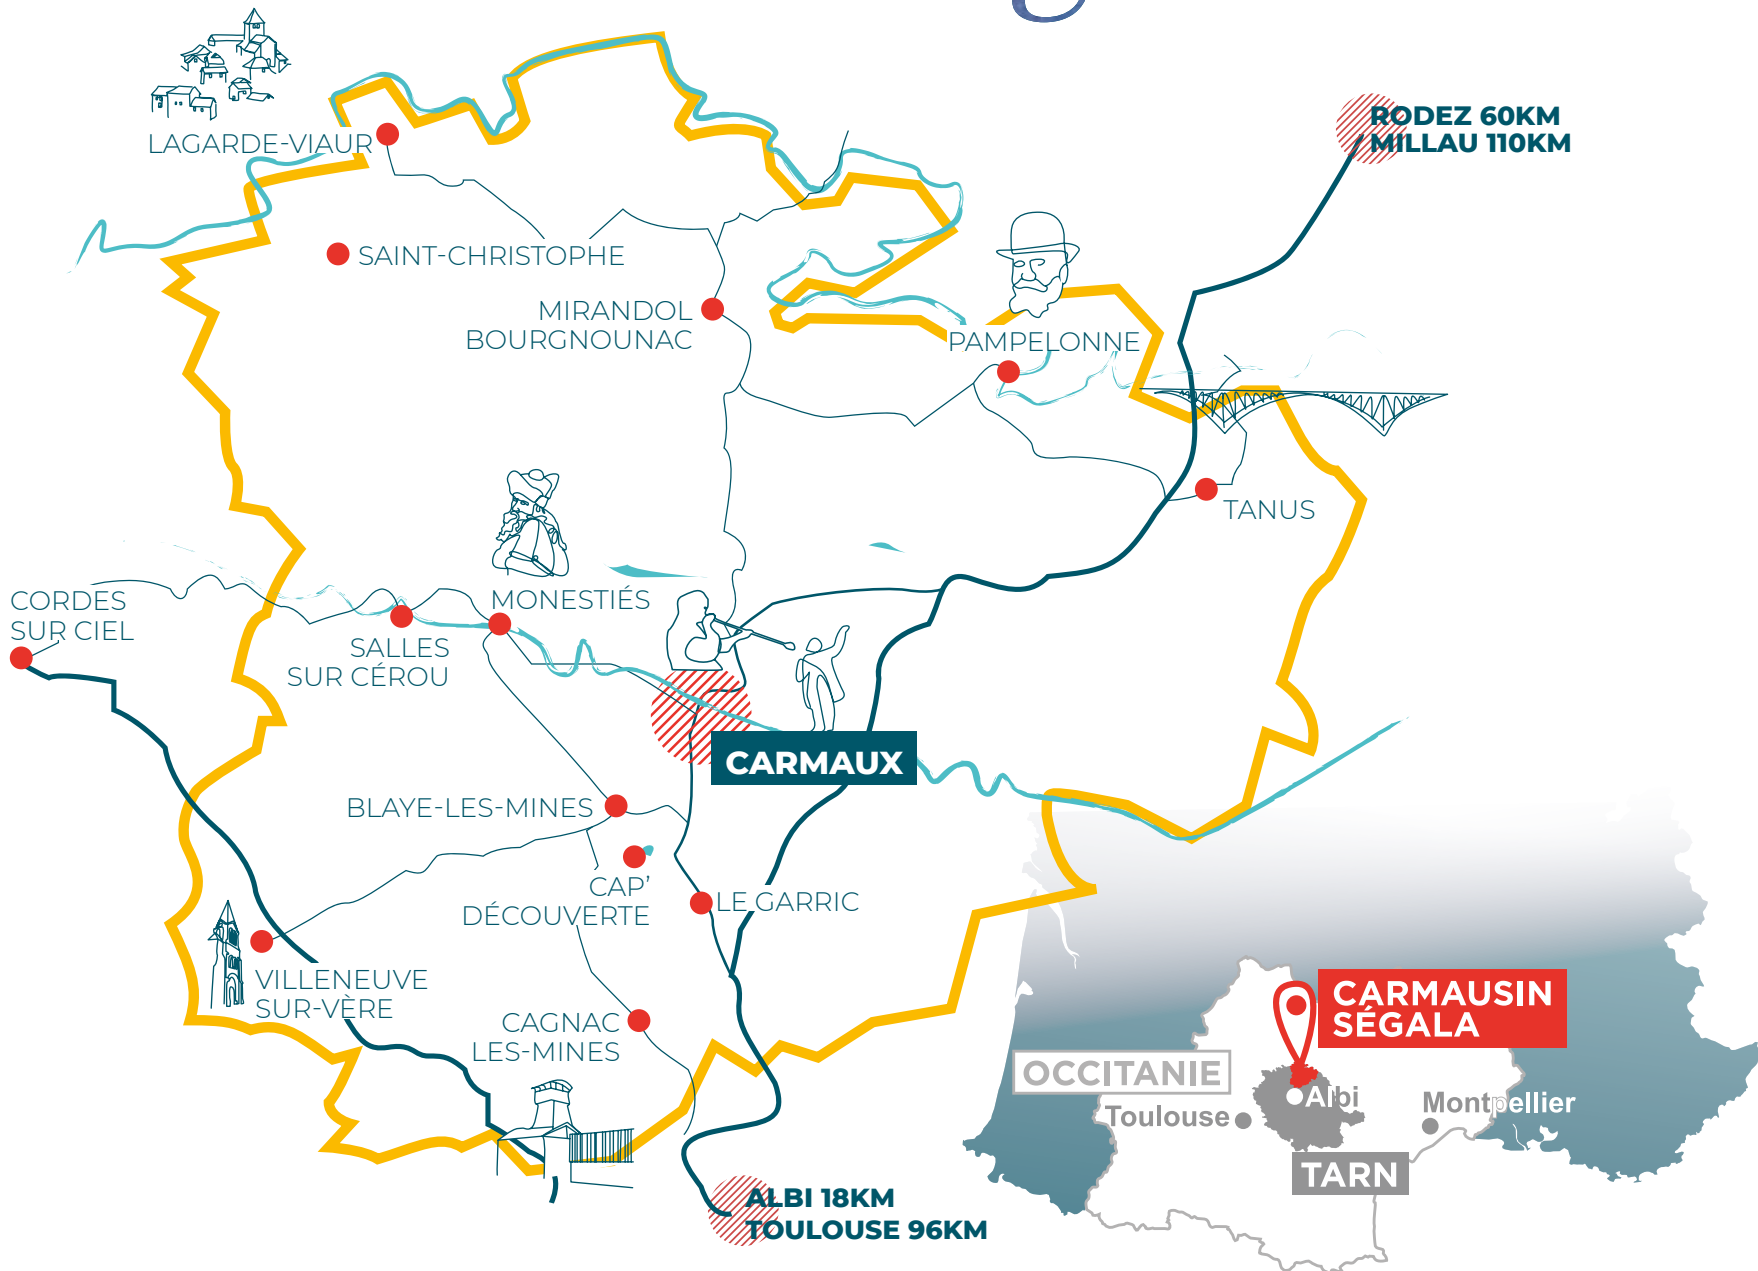 RODEZ 60KM
MILLAU 110KM
LAGARDE-VIAUR
SAINT-CHRISTOPHE
MIRANDOL
BOURGNOUNAC
PAMPELONNE
TANUS
CORDES
SUR CIEL
MONESTIÉS
SALLES
SUR CÉROU
CARMAUX
BLAYE-LES-MINES
CAP’
DÉCOUVERTE
LE GARRIC
VILLENEUVE
SUR-VÈRE
CAGNAC
LES-MINES
ALBI 18KM
TOULOUSE 96KM
CARMAUSIN
SÉGALA
OCCITANIE
Albi
Toulouse
Montpellier
TARN